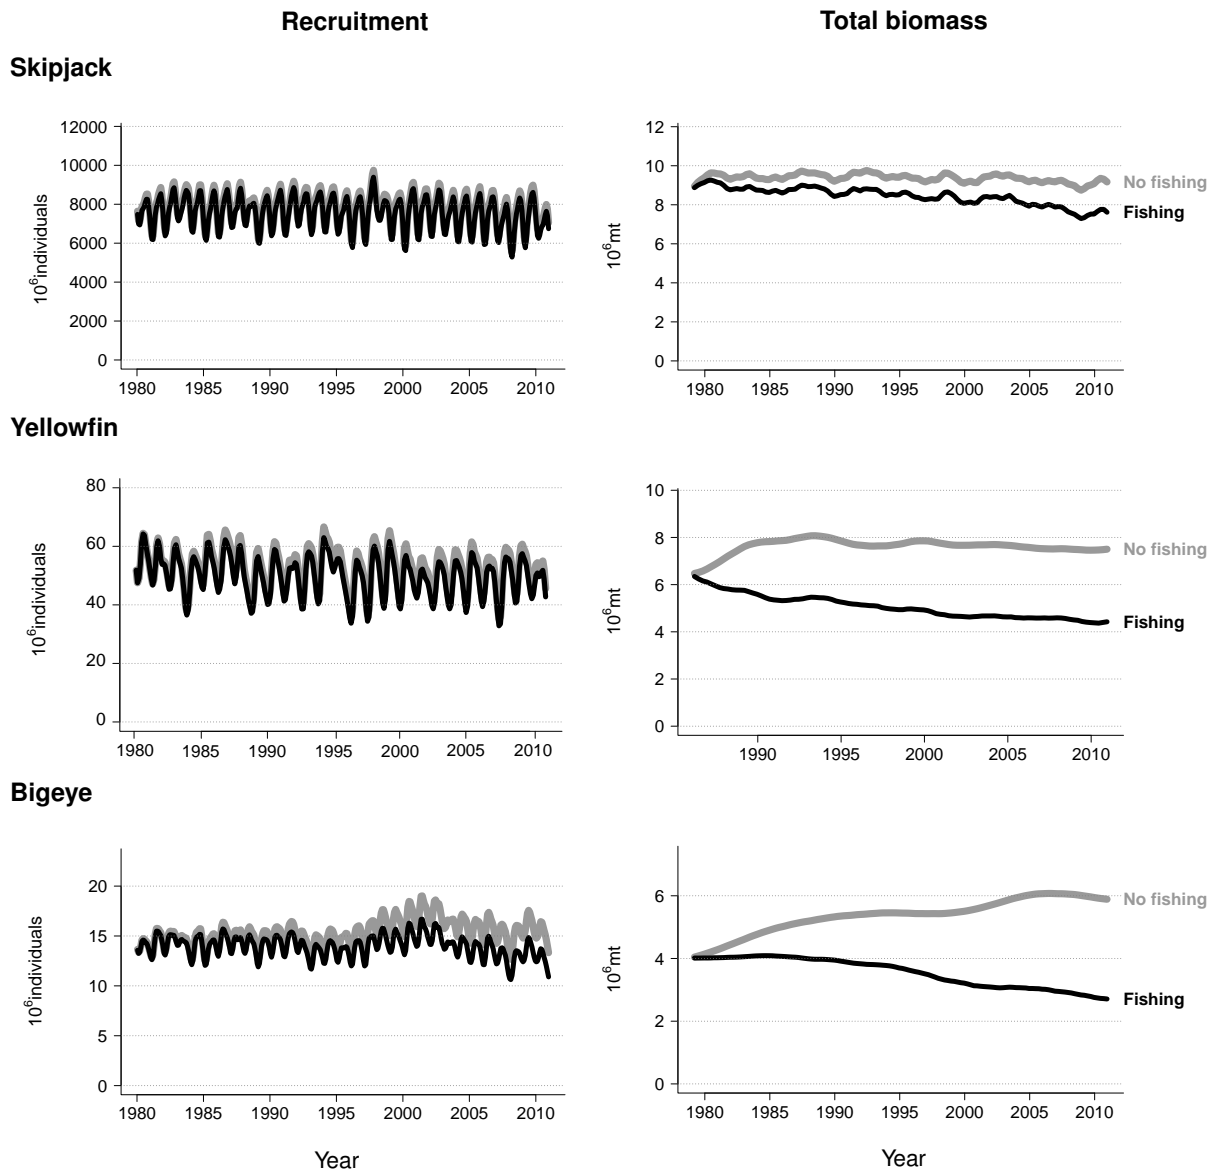 Recruitment
Total biomass
Skipjack
12000
10000
8000
6000
4000
2000
0
10⁶individuals
1980 1985 1990 1995 2000 2005 2010
12
10
8
6
4
2
0
10⁶mt
No fishing
Fishing
1980 1985 1990 1995 2000 2005 2010
Yellowfin
80
60
40
20
0
10⁶individuals
1980 1985 1990 1995 2000 2005 2010
10
8
6
4
2
0
10⁶mt
No fishing
Fishing
1990 1995 2000 2005 2010
Bigeye
20
15
10
5
0
10⁶individuals
1980 1985 1990 1995 2000 2005 2010
Year
6
4
2
0
10⁶mt
No fishing
Fishing
1980 1985 1990 1995 2000 2005 2010
Year